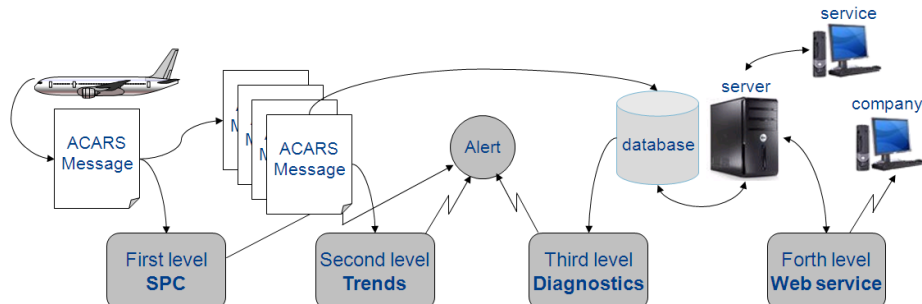 service
server
company
ACARS
Message
ACARS
Message
Alert
database
First level
SPC
Second level
Trends
Third level
Diagnostics
Forth level
Web service